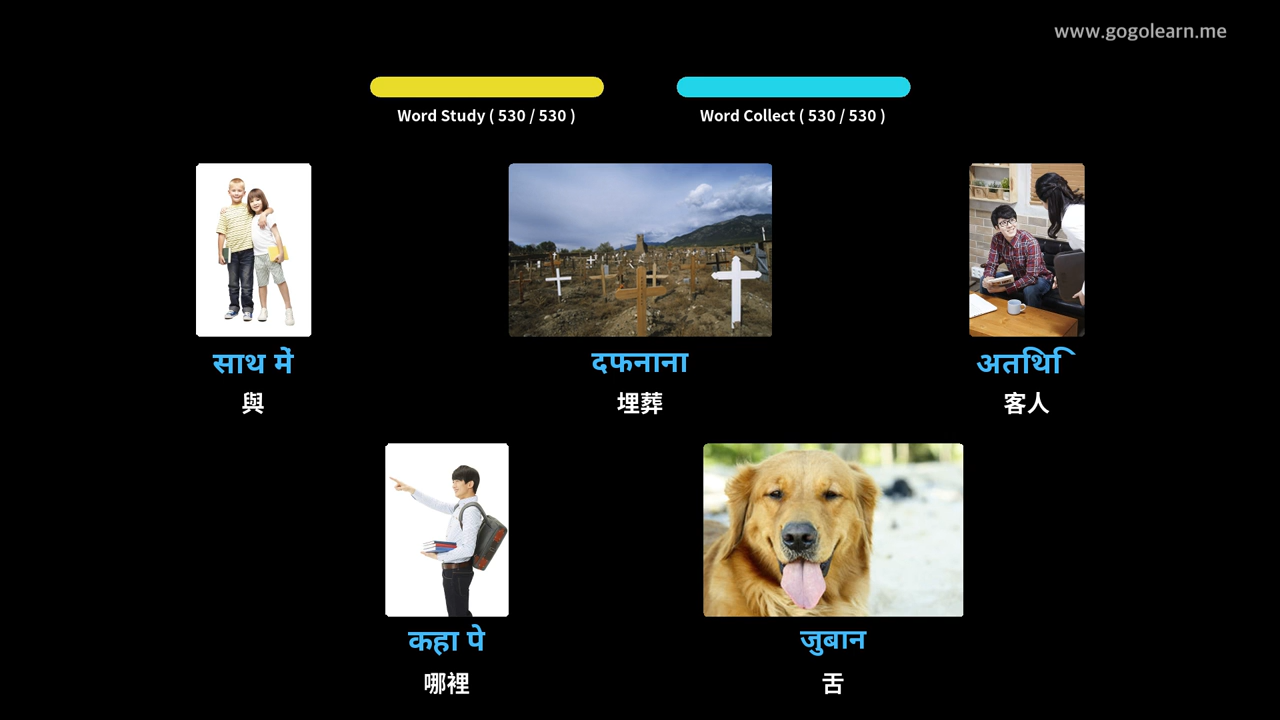 www.gogolearn.me
Word Study ( 530 / 530 )
Word Collect ( 530 / 530 )
साथ में
與
दफनाना
埋葬
अतिथि
客人
कहा पे
哪裡
जुबान
舌